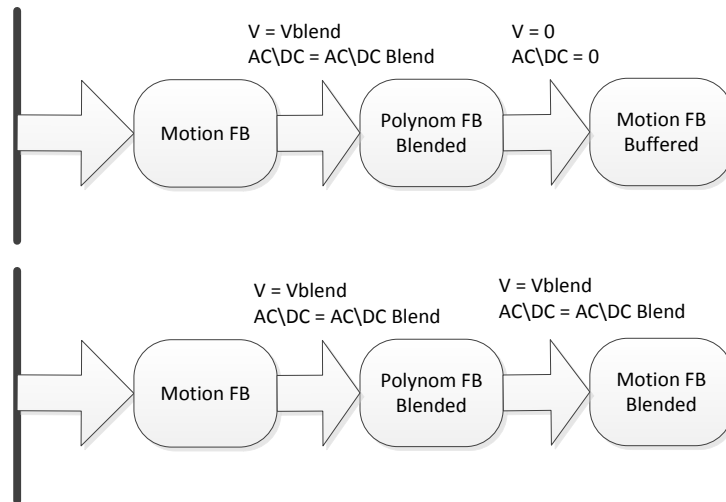 V = Vblend
AC\DC = AC\DC Blend
V = 0
AC\DC = 0
Motion FB
Polynom FB
Blended
Motion FB
Buffered
V = Vblend
AC\DC = AC\DC Blend
V = Vblend
AC\DC = AC\DC Blend
Motion FB
Polynom FB
Blended
Motion FB
Blended